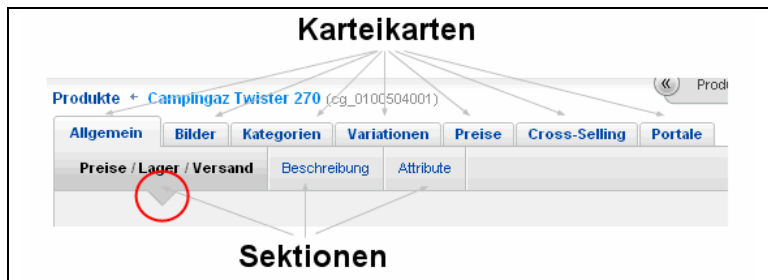 Karteikarten
Produ
Produkte Campingaz Twister 270 (cg_0100504001)
Allgemein Bilder Kategorien Variationen Preise Cross-Selling Portale
Preise / Lager / Versand Beschreibung Attribute
Sektionen